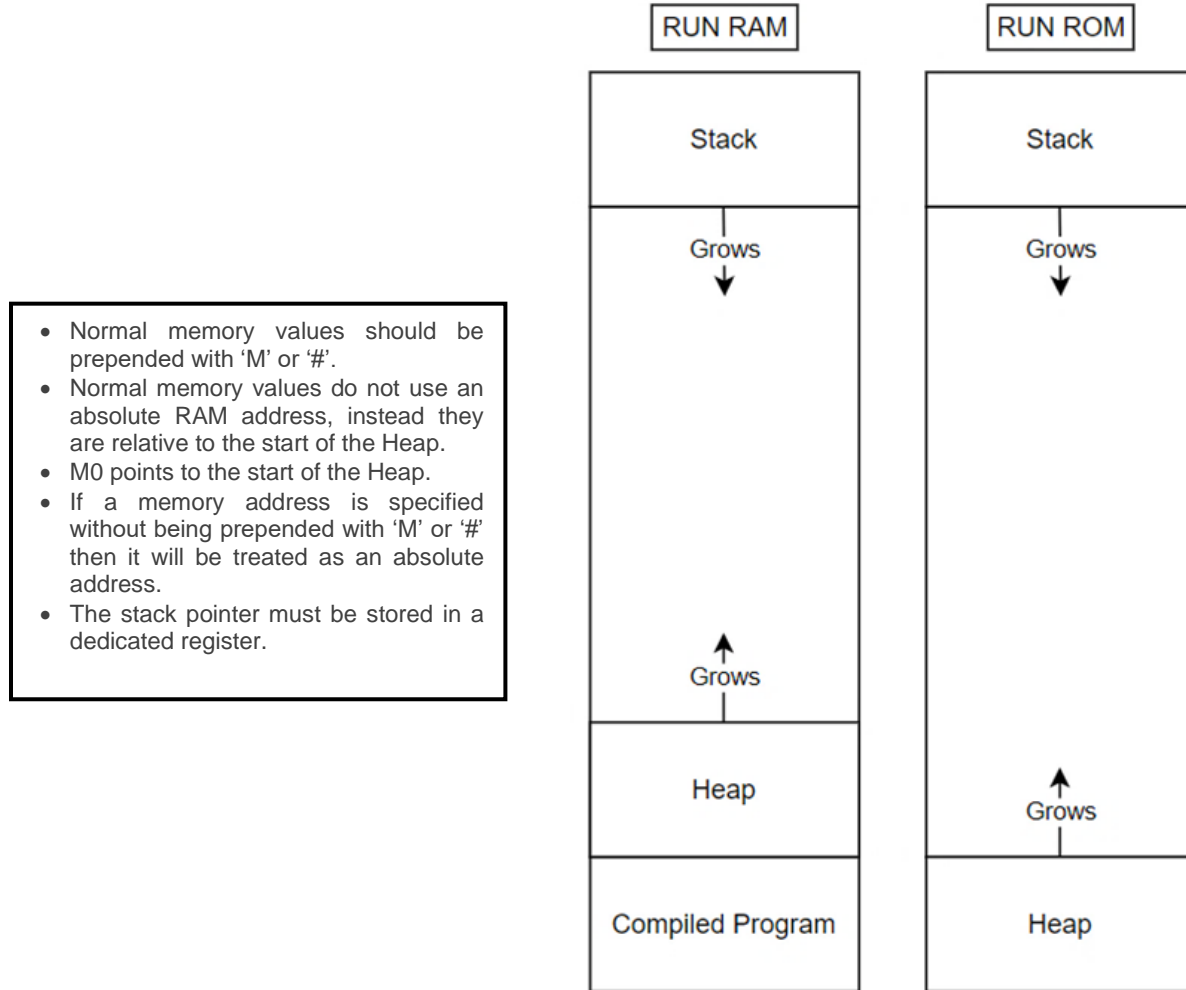 RUN RAM
RUN ROM
Stack
Stack
Grows
Grows
• Normal memory values should be
prepended with ‘M’ or ‘#’.
• Normal memory values do not use an
absolute RAM address, instead they
are relative to the start of the Heap.
• M0 points to the start of the Heap.
• If a memory address is specified
without being prepended with ‘M’ or ‘#’
then it will be treated as an absolute
address.
• The stack pointer must be stored in a
dedicated register.
Grows
Heap
Grows
Compiled Program
Heap